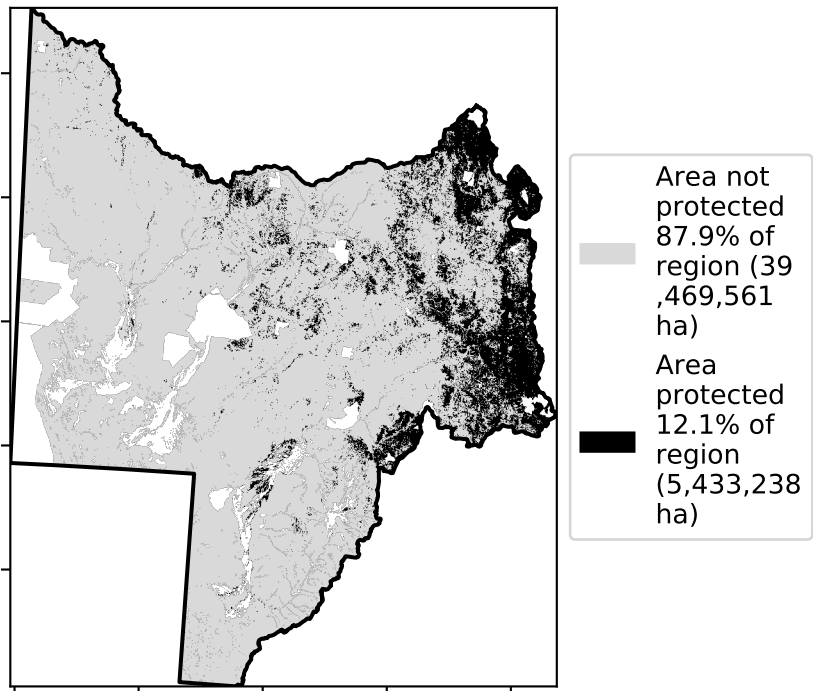 Area not
protected
87.9% of
region (39
,469,561
ha)
Area
protected
12.1% of
region
(5,433,238
ha)